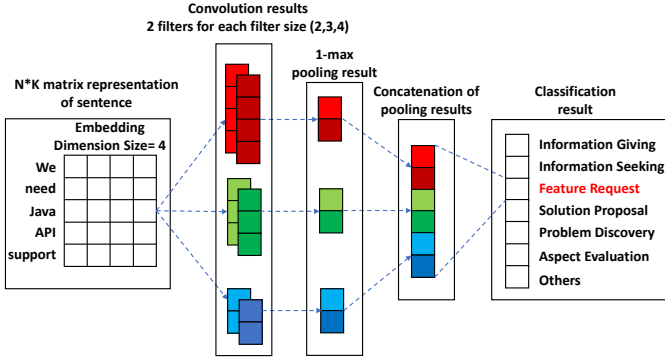 Convolution results
2 filters for each filter size (2,3,4)
1-max
pooling result
N*K matrix representation
of sentence
Concatenation of
pooling results
Classification
result
Embedding
Dimension Size= 4
We
need
Java
API
support
Information Giving
Information Seeking
Feature Request
Solution Proposal
Problem Discovery
Aspect Evaluation
Others